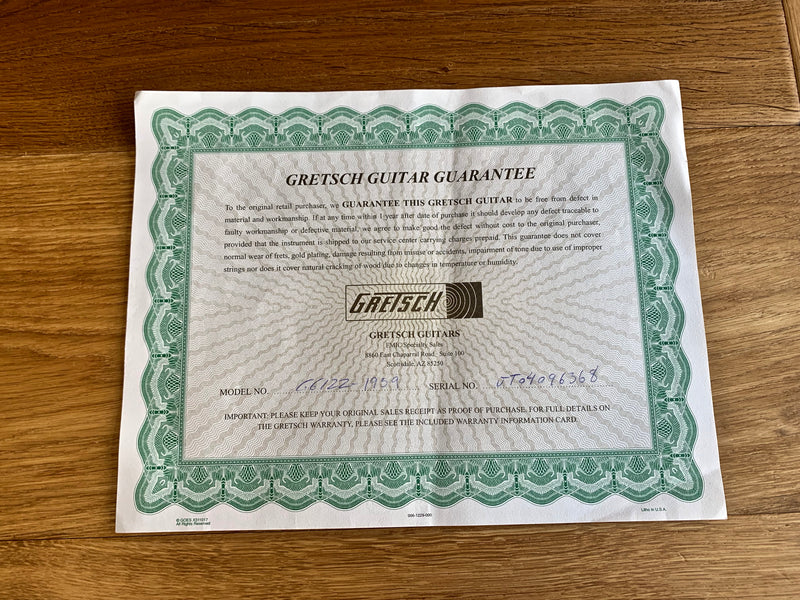 GRETSCH GUITAR GUARANTEE
To the original retail purchaser, we GUARANTEE THIS GRETSCH GUITAR to be free from defect in
material and workmanship. If at any time within 1 year after date of purchase it should develop any defect traceable to
faulty workmanship or defective material, we agree to make good the defect without cost to the original purchaser,
provided that the instrument is shipped to our service center carrying charges prepaid. This guarantee does not cover
normal wear of frets, gold plating, damage resulting from misuse or accidents, impairment of tone due to use of improper
strings nor does it cover natural cracking of wood due to changes in temperature or humidity.
GRETSCH
GRETSCH GUITARS
FMIC Specialty Sales
8860 East Chaparral Road, Suite 100
Scottsdale, AZ 85250
MODEL NO. G6122-1959 SERIAL NO. JT04096368
IMPORTANT: PLEASE KEEP YOUR ORIGINAL SALES RECEIPT AS PROOF OF PURCHASE. FOR FULL DETAILS ON
THE GRETSCH WARRANTY, PLEASE SEE THE INCLUDED WARRANTY INFORMATION CARD.
© GOES
All Rights Reserved
Litho in U.S.A.